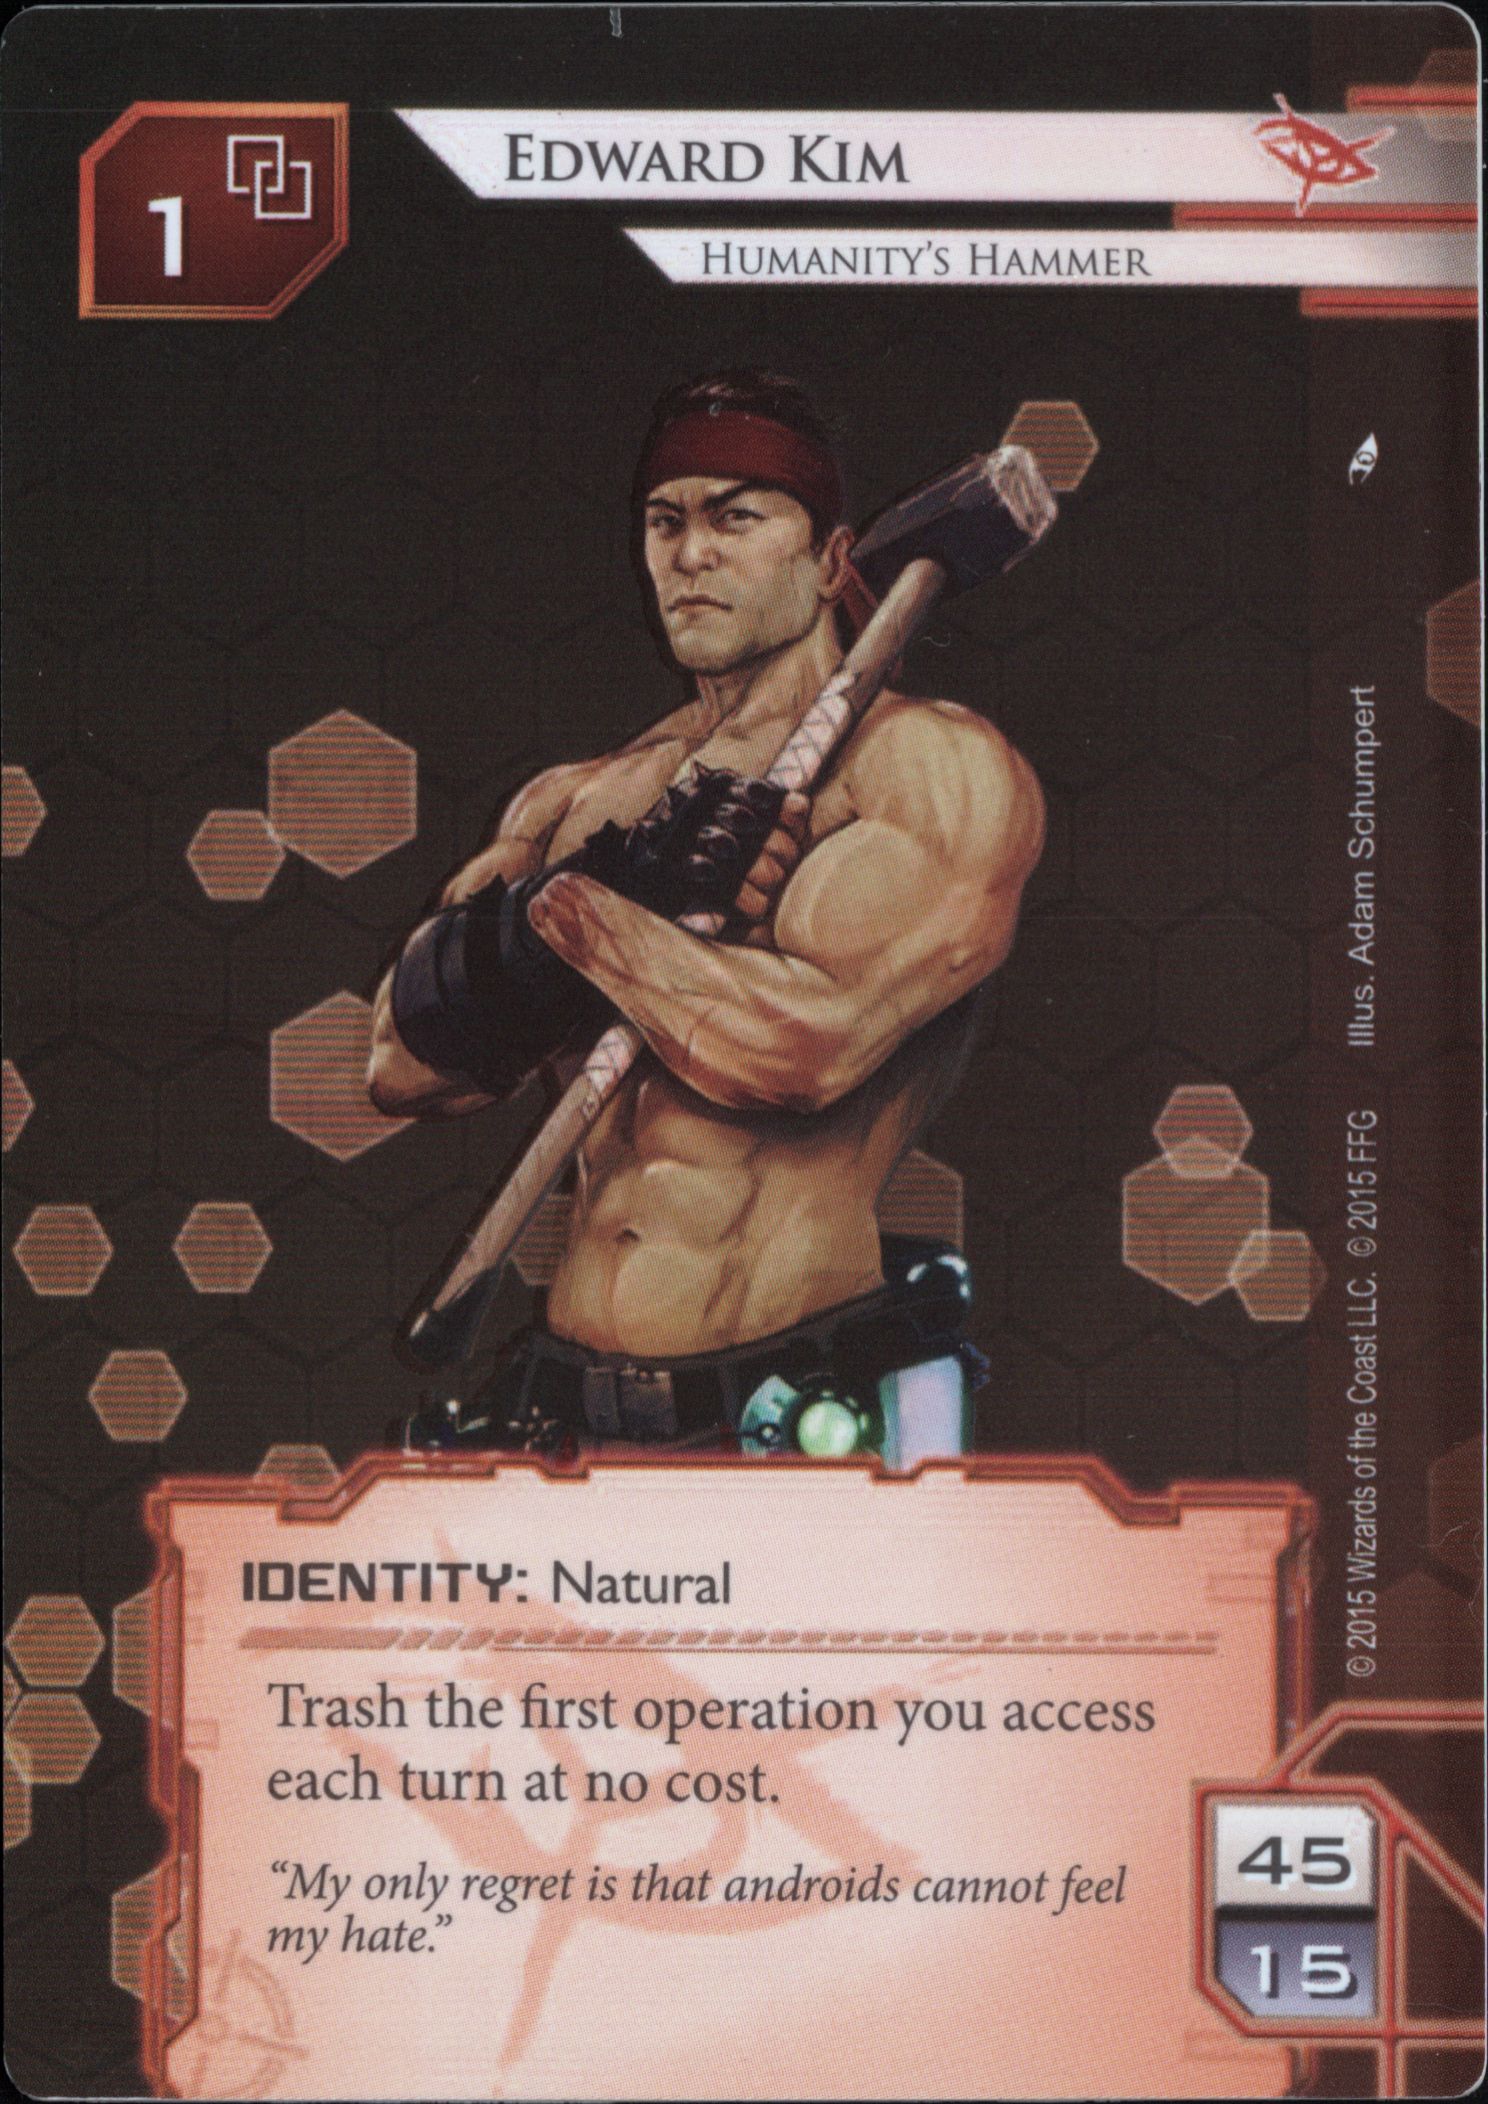 1
EDWARD KIM
HUMANITY'S HAMMER
Illus. Adam Schumpert
© 2015 Wizards of the Coast LLC. © 2015 FFG
IDENTITY: Natural
Trash the first operation you access
each turn at no cost.
“My only regret is that androids cannot feel
my hate.”
45
15